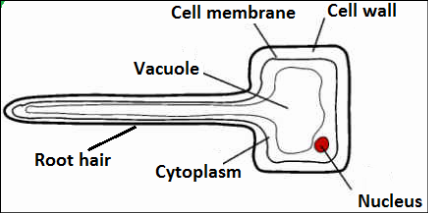 Cell membrane
Cell wall
Vacuole
Root hair
Cytoplasm
Nucleus